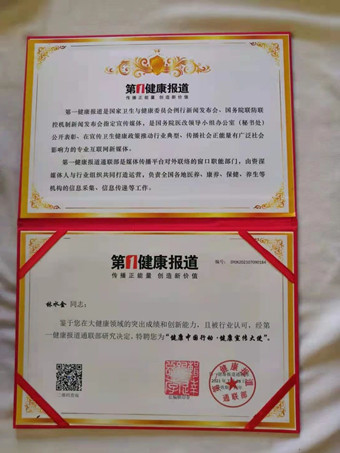 第1健康报道
传播正能量 创造新价值
第一健康报道是国家卫生与健康委员会例行新闻发布会、国务院联防联
控机制新闻发布会指定宣传媒体，是国务院医改领导小组办公室（秘书处）
公开表彰，在宣传卫生健康政策推动行业典型，传播社会正能量有广泛社会
影响力的专业互联网新媒体。
第一健康报道通联部是媒体传播平台对外联络的窗口职能部门，由资深
媒体人与行业组织共同打造运营，负责全国各地医养、康养、保健、养生等
机构的信息采集、信息传递等工作。
第1健康报道
传播正能量 创造新价值
编号：
林水金 同志：
鉴于您在大健康领域的突出成绩和创新能力，且被行业认可，经第
一健康报道通联部研究决定，特聘您为“健康中国行动·健康宣传大使”。
通联部